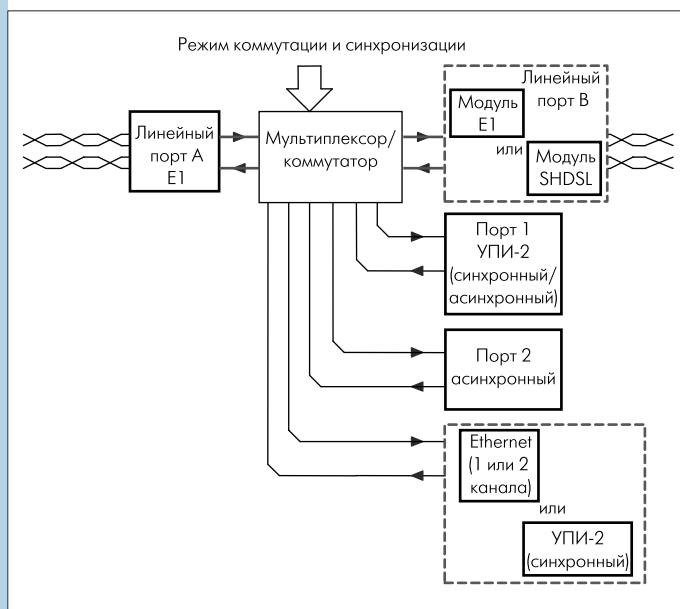 Режим коммутации и синхронизации
Линейный
порт А
Е1
Мультиплексор/
коммутатор
Линейный
порт В
Модуль
Е1
или
Модуль
SHDSL
Порт 1
УПИ-2
(синхронный/
асинхронный)
Порт 2
асинхронный
Ethernet
(1 или 2
канала)
или
УПИ-2
(синхронный)